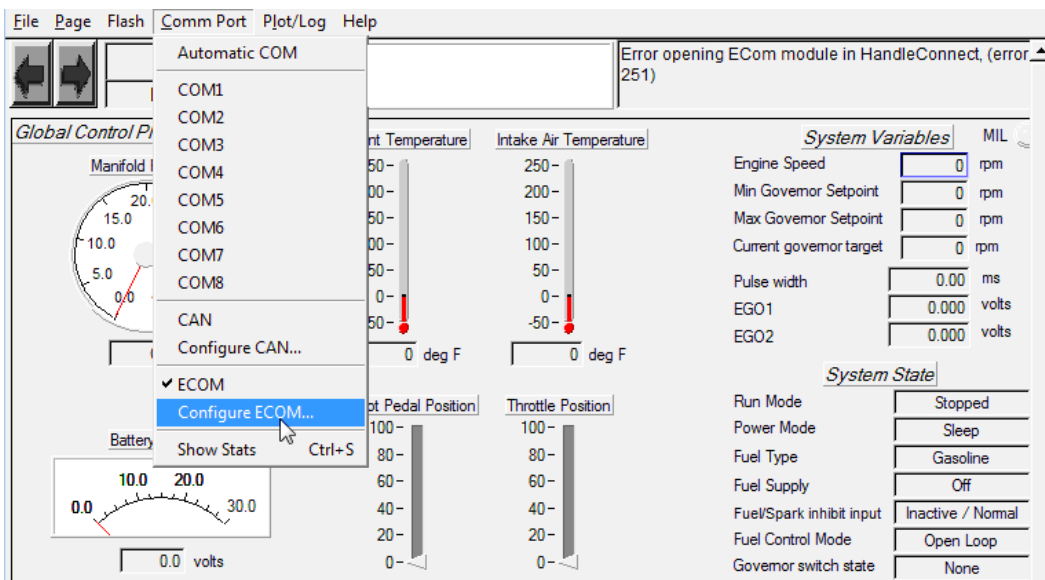 File Page Flash Comm Port Plot/Log Help
Automatic COM
COM1
COM2
COM3
COM4
COM5
COM6
COM7
COM8
CAN
Configure CAN...
ECOM
Configure ECOM...
Show Stats Ctrl+S
Error opening ECom module in HandleConnect, (error
251)
Global Control
Manifold
20.
15.0
10.0
5.0
0.0
Temperature
50
00
50
00
50
0
50
0 deg F
Intake Air Temperature
250
200
150
100
50
0
-50
0 deg F
Battery
10.0 20.0
0.0 30.0
0.0 volts
Pedal Position
100
80
60
40
20
0
Throttle Position
100
80
60
40
20
0
System Variables MIL
Engine Speed 0 rpm
Min Governor Setpoint 0 rpm
Max Governor Setpoint 0 rpm
Current governor target 0 rpm
Pulse width 0.00 ms
EGO1 0.000 volts
EGO2 0.000 volts
System State
Run Mode Stopped
Power Mode Sleep
Fuel Type Gasoline
Fuel Supply Off
Fuel/Spark inhibit input Inactive / Normal
Fuel Control Mode Open Loop
Governor switch state None